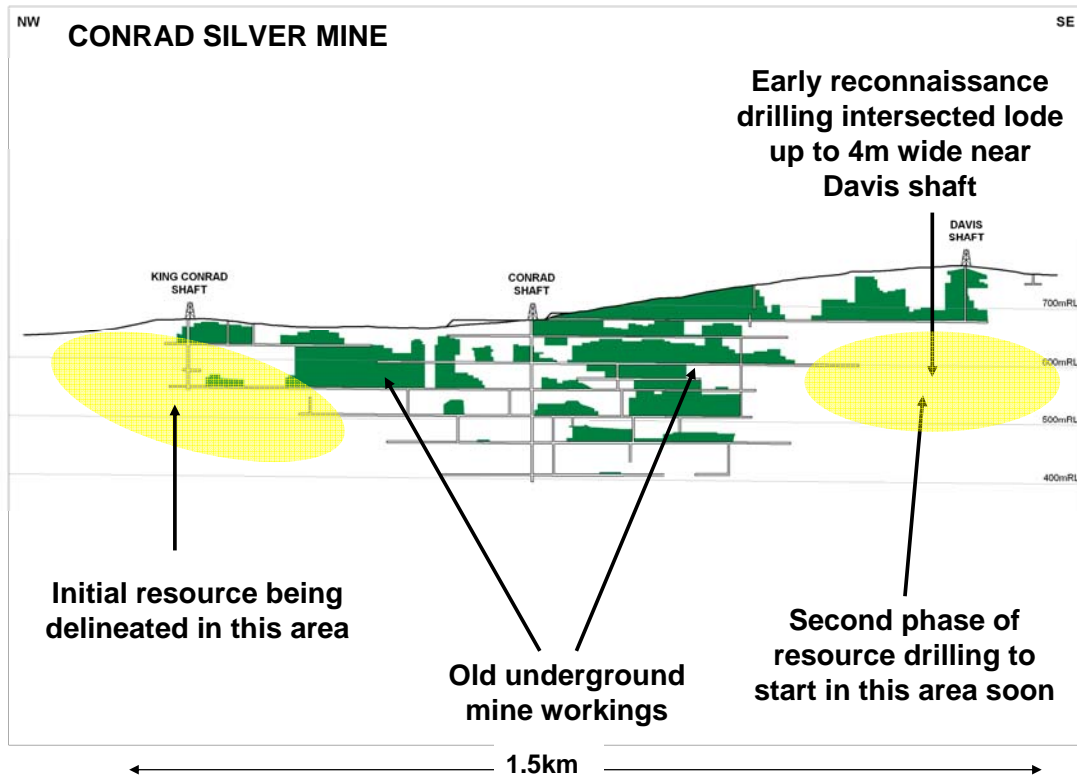 NW
SE
CONRAD SILVER MINE
Early reconnaissance
drilling intersected lode
up to 4m wide near
Davis shaft
DAVIS
SHAFT
KING CONRAD
SHAFT
CONRAD
SHAFT
700mRL
600mRL
500mRL
400mRL
Initial resource being
delineated in this area
Old underground
mine workings
Second phase of
resource drilling to
start in this area soon
1.5km